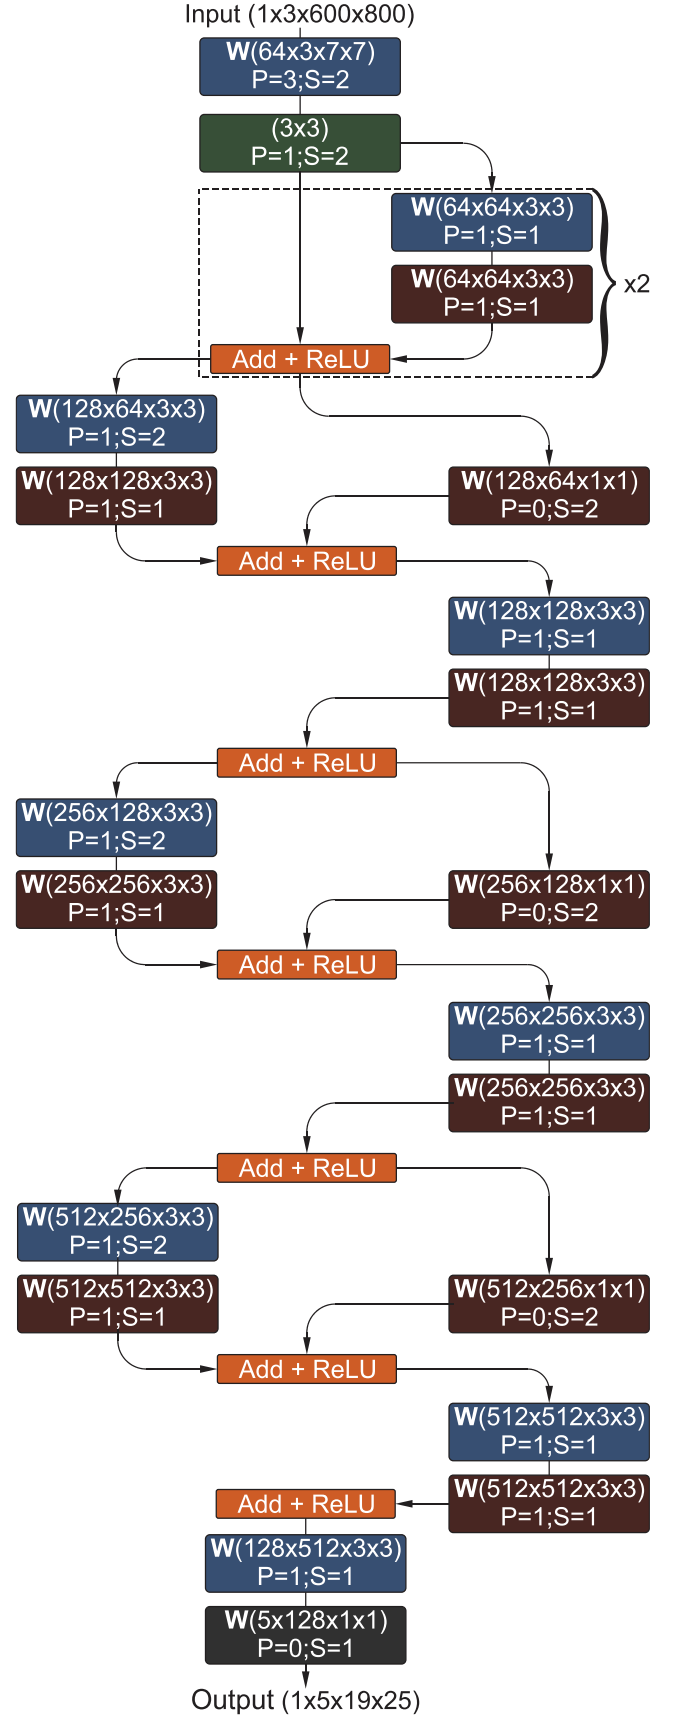 Input (1x3x600x800)
W(64x3x7x7)
P=3;S=2
(3x3)
P=1;S=2
W(64x64x3x3)
P=1;S=1
W(64x64x3x3)
P=1;S=1
x2
Add + ReLU
W(128x64x3x3)
P=1;S=2
W(128x128x3x3)
P=1;S=1
W(128x64x1x1)
P=0;S=2
Add + ReLU
W(128x128x3x3)
P=1;S=1
W(128x128x3x3)
P=1;S=1
Add + ReLU
W(256x128x3x3)
P=1;S=2
W(256x256x3x3)
P=1;S=1
W(256x128x1x1)
P=0;S=2
Add + ReLU
W(256x256x3x3)
P=1;S=1
W(256x256x3x3)
P=1;S=1
Add + ReLU
W(512x256x3x3)
P=1;S=2
W(512x512x3x3)
P=1;S=1
W(512x256x1x1)
P=0;S=2
Add + ReLU
W(512x512x3x3)
P=1;S=1
W(512x512x3x3)
P=1;S=1
Add + ReLU
W(128x512x3x3)
P=1;S=1
W(5x128x1x1)
P=0;S=1
Output (1x5x19x25)